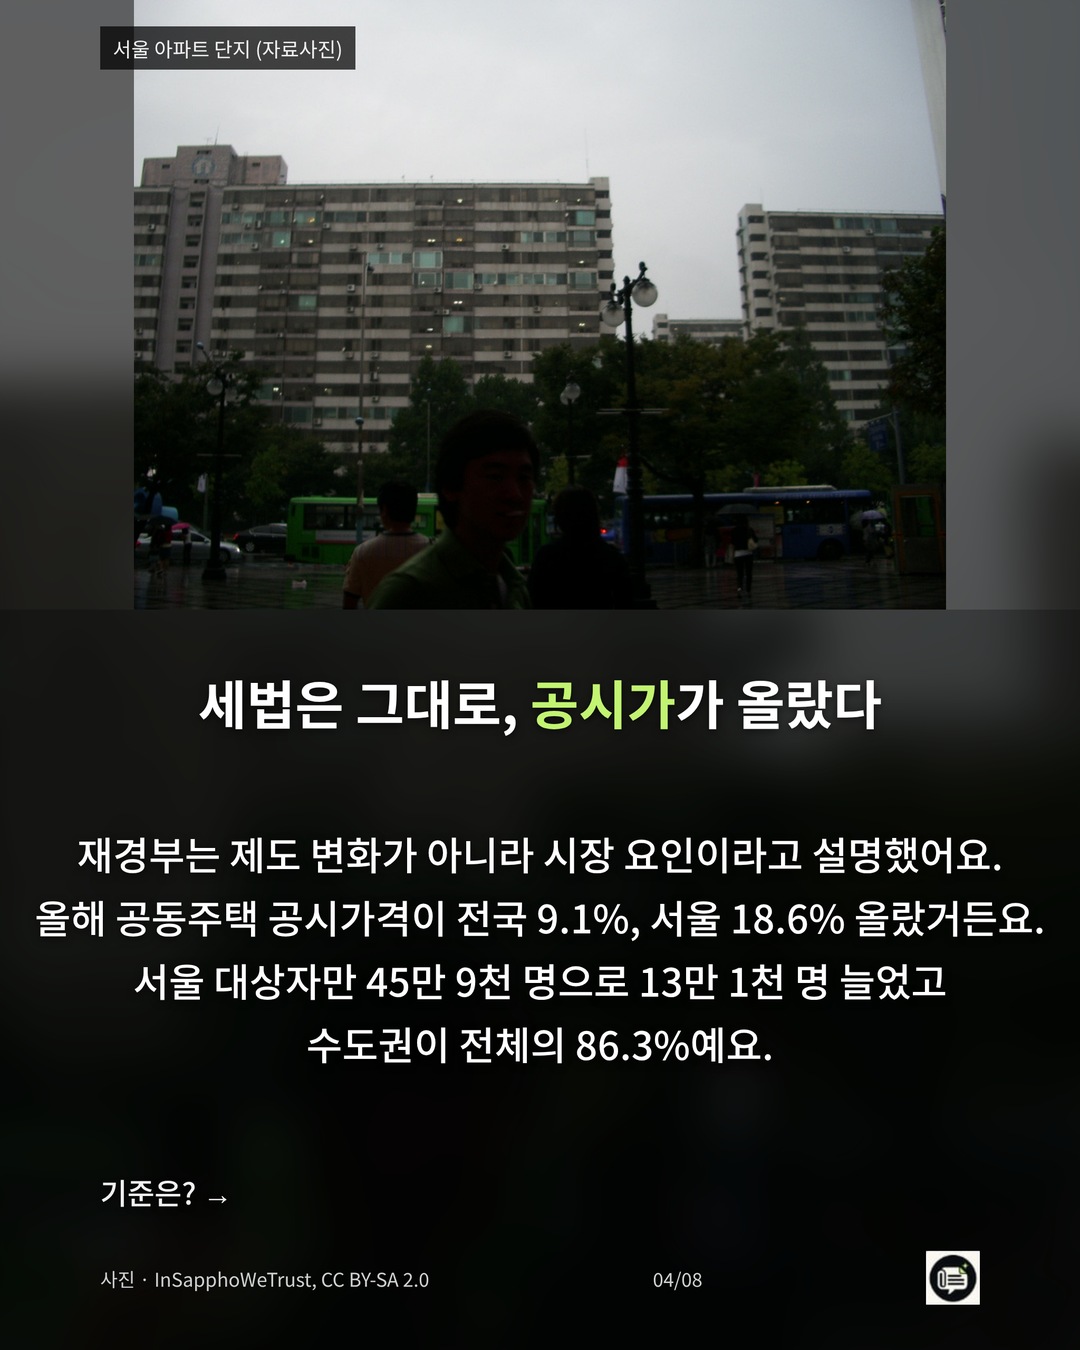 서울 아파트 단지 (자료사진)
세법은 그대로, 공시가가 올랐다
재경부는 제도 변화가 아니라 시장 요인이라고 설명했어요.
올해 공동주택 공시가격이 전국 9.1%, 서울 18.6% 올랐거든요.
서울 대상자만 45만 9천 명으로 13만 1천 명 늘었고
수도권이 전체의 86.3%예요.
기준은? →
사진 · InSapphoWeTrust, CC BY-SA 2.0
04/08